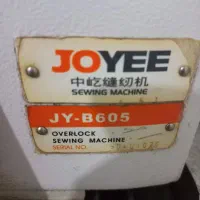 JOYEE
中屹缝纫机
SEWING MACHINE
JY-B605
OVERLOCK
SEWING MACHINE
SERIAL NO.